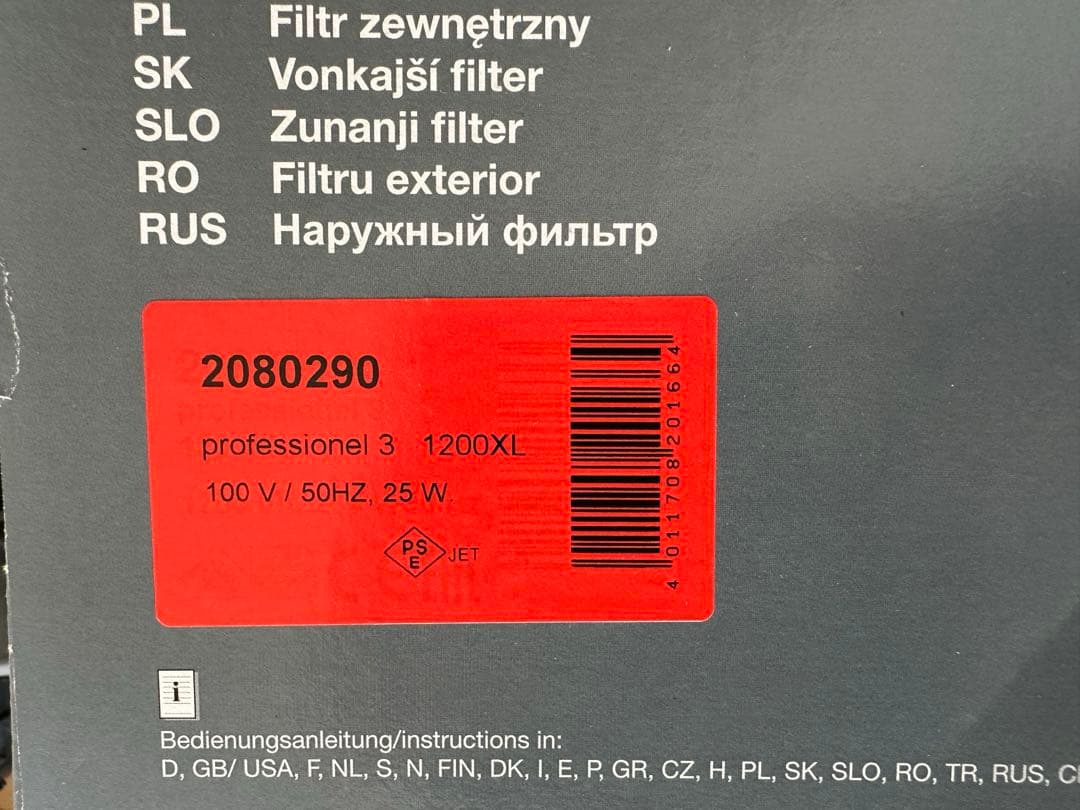 PL Filtr zewnętrzny
SK Vonkajší filter
SLO Zunanji filter
RO Filtru exterior
RUS Наружный фильтр
2080290
professionel 3 1200XL
100 V / 50HZ, 25 W.
PS
E JET
4 011708 201664
i
Bedienungsanleitung/instructions in:
D, GB/ USA, F, NL, S, N, FIN, DK, I, E, P, GR, CZ, H, PL, SK, SLO, RO, TR, RUS,